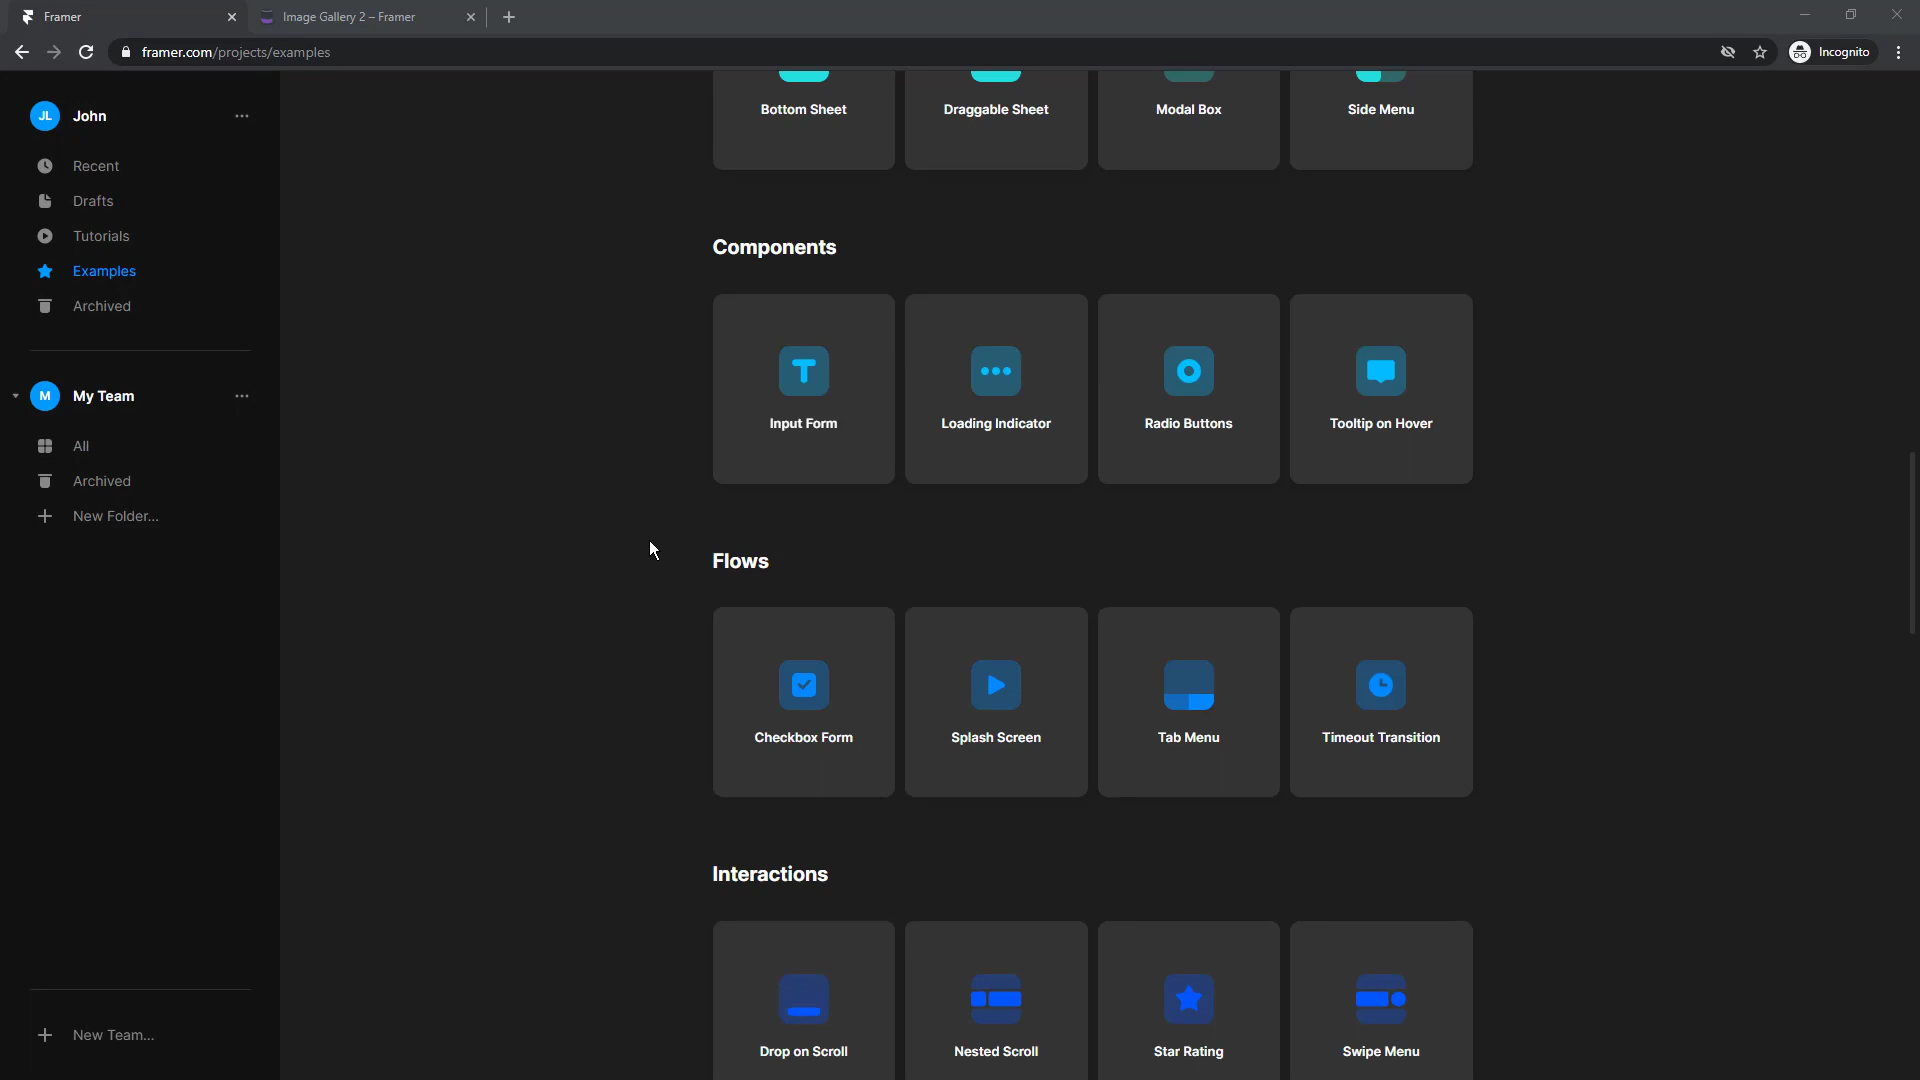 Framer
Image Gallery 2 – Framer
framer.com/projects/examples
Incognito
JL
John
Recent
Drafts
Tutorials
Examples
Archived
M
My Team
All
Archived
New Folder...
New Team...
Bottom Sheet
Draggable Sheet
Modal Box
Side Menu
Components
Input Form
Loading Indicator
Radio Buttons
Tooltip on Hover
Flows
Checkbox Form
Splash Screen
Tab Menu
Timeout Transition
Interactions
Drop on Scroll
Nested Scroll
Star Rating
Swipe Menu